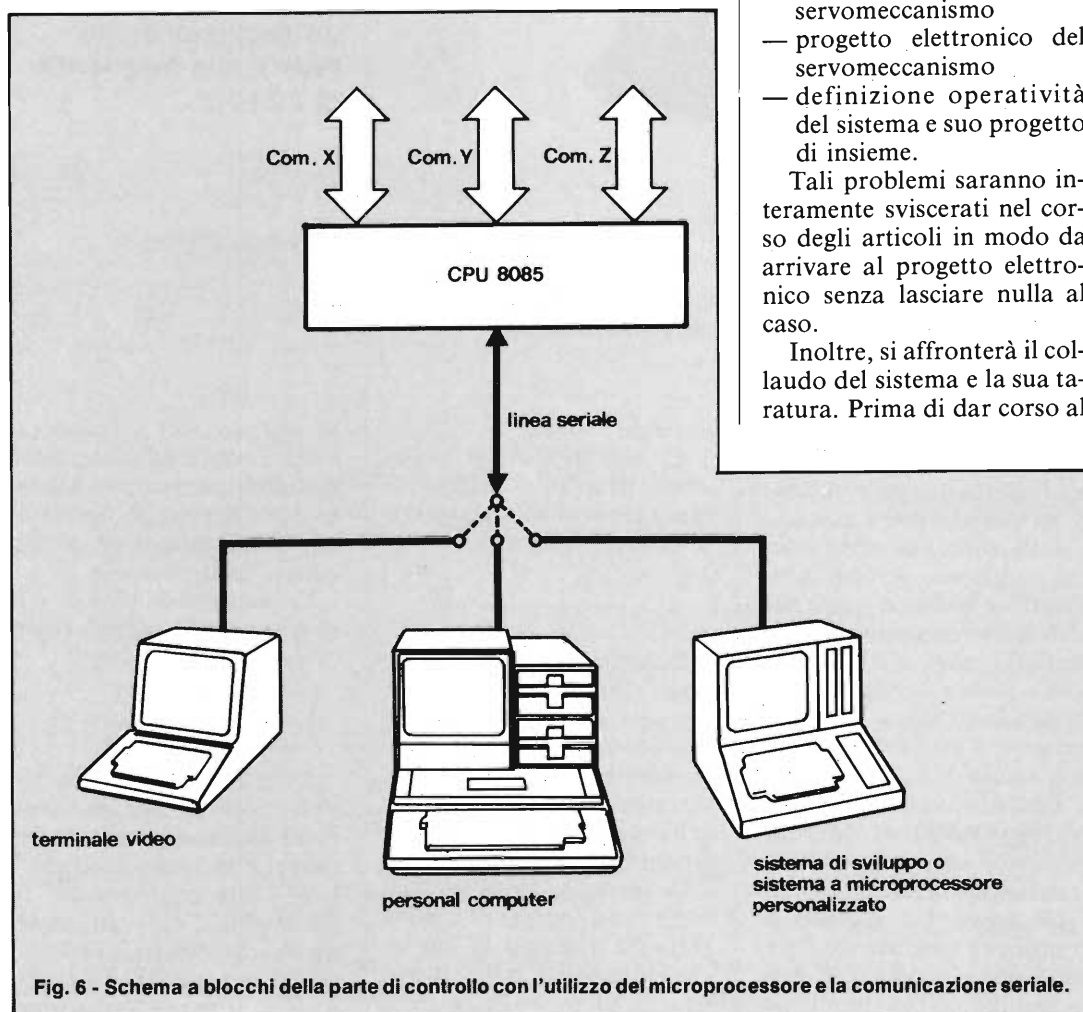 Com. X
Com. Y
Com. Z
CPU 8085
linea seriale
terminale video
personal computer
sistema di sviluppo o
sistema a microprocessore
personalizzato
Fig. 6 - Schema a blocchi della parte di controllo con l'utilizzo del microprocessore e la comunicazione seriale.
servomeccanismo
— progetto elettronico del
servomeccanismo
— definizione operatività
del sistema e suo progetto
di insieme.
Tali problemi saranno in-
teramente sviscerati nel cor-
so degli articoli in modo da
arrivare al progetto elettro-
nico senza lasciare nulla al
caso.
Inoltre, si affronterà il col-
laudo del sistema e la sua ta-
ratura. Prima di dar corso al